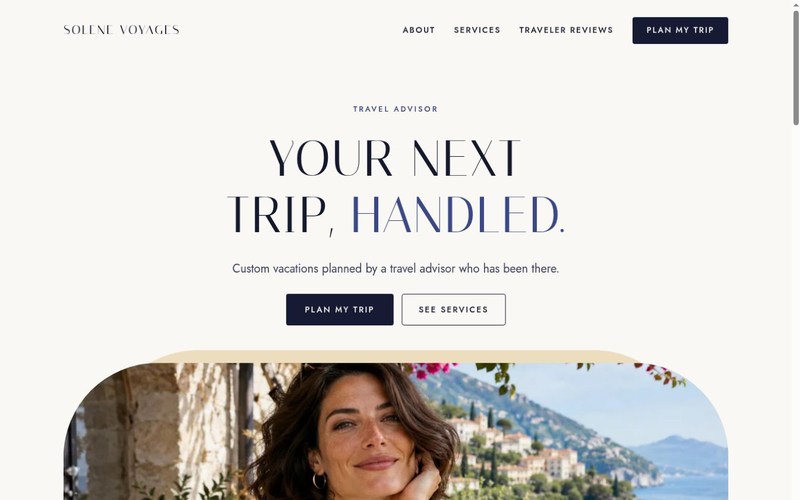 SOLENE VOYAGES
ABOUT
SERVICES
TRAVELER REVIEWS
PLAN MY TRIP
TRAVEL ADVISOR
YOUR NEXT
TRIP, HANDLED.
Custom vacations planned by a travel advisor who has been there.
PLAN MY TRIP
SEE SERVICES